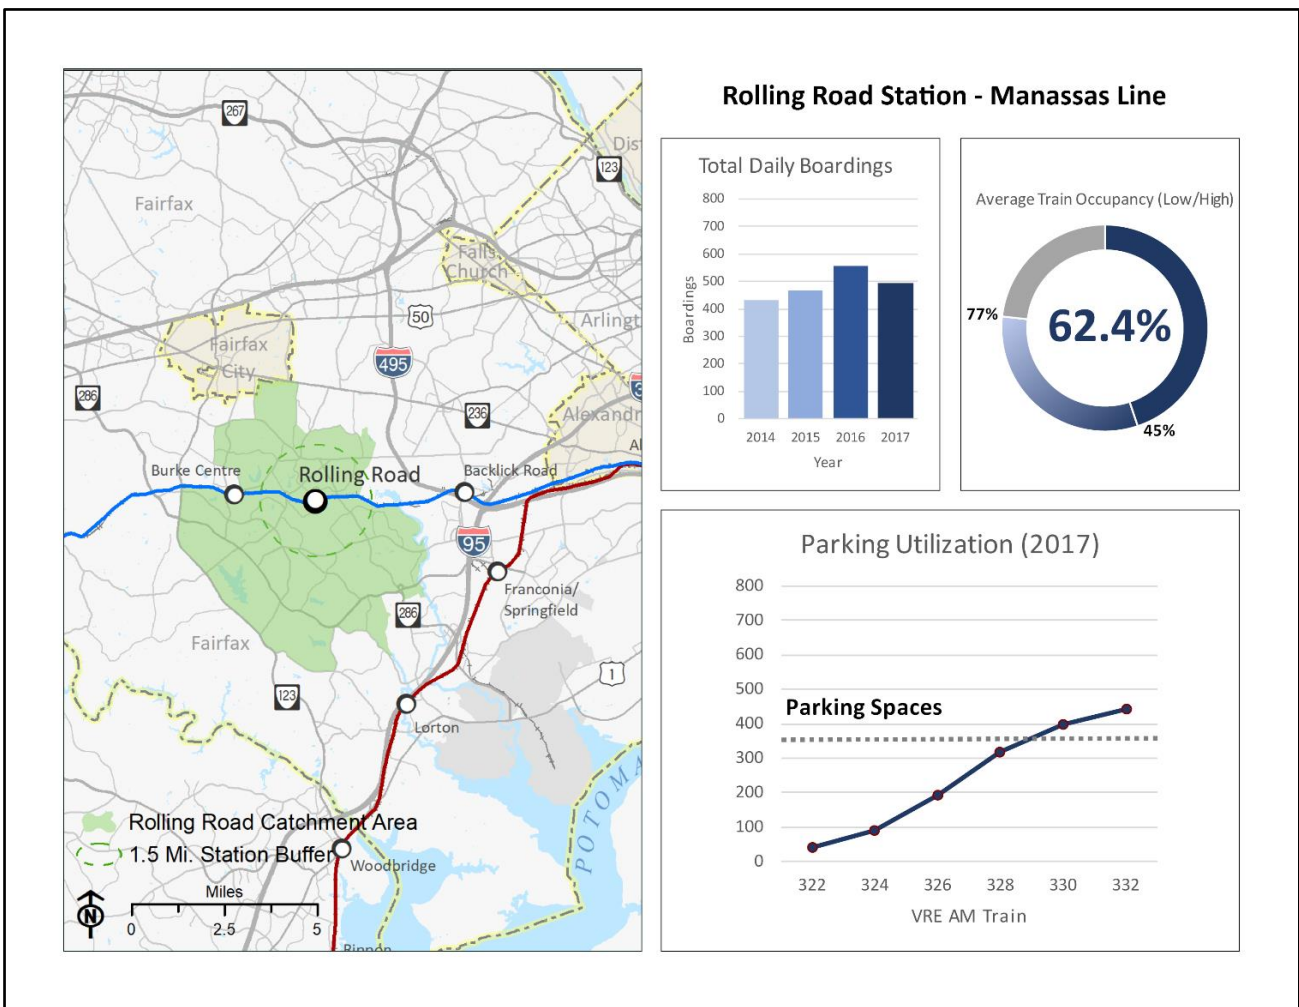 Rolling Road Station - Manassas Line
267
123
Fairfax
Falls
Church
50
Arlingt
Fairfax
City
495
286
236
Alexandr
Burke Centre
Rolling Road
Backlick Road
95
Franconia/
Springfield
286
Fairfax
1
123
Lorton
POTOMA
Rolling Road Catchment Area
1.5 Mi. Station Buffer
Woodbridge
Miles
N
0 2.5 5
Total Daily Boardings
800
700
600
500
400
300
200
100
0
Boardings
2014 2015 2016 2017
Year
Average Train Occupancy (Low/High)
77%
62.4%
45%
Parking Utilization (2017)
800
700
600
500
Parking Spaces
400
300
200
100
0
322 324 326 328 330 332
VRE AM Train